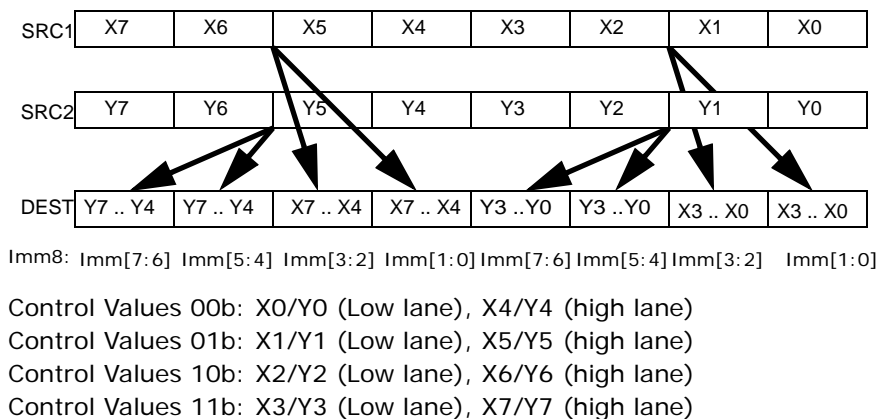 SRC1 X7 X6 X5 X4 X3 X2 X1 X0
SRC2 Y7 Y6 Y5 Y4 Y3 Y2 Y1 Y0
DEST Y7 .. Y4 Y7 .. Y4 X7 .. X4 X7 .. X4 Y3 ..Y0 Y3 ..Y0 X3 .. X0 X3 .. X0
Imm8: Imm[7:6] Imm[5:4] Imm[3:2] Imm[1:0] Imm[7:6] Imm[5:4] Imm[3:2] Imm[1:0]
Control Values 00b: X0/Y0 (Low lane), X4/Y4 (high lane)
Control Values 01b: X1/Y1 (Low lane), X5/Y5 (high lane)
Control Values 10b: X2/Y2 (Low lane), X6/Y6 (high lane)
Control Values 11b: X3/Y3 (Low lane), X7/Y7 (high lane)